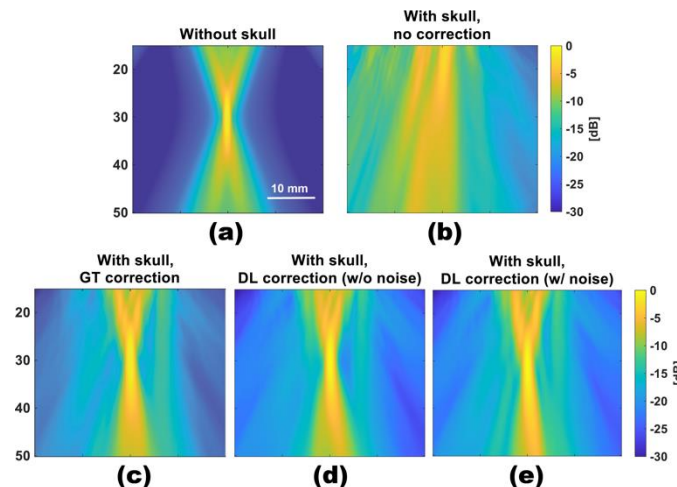 Without skull
With skull,
no correction
20
30
40
50
10 mm
0
-5
-10
-15
-20
-25
-30
[dB]
(a)
(b)
With skull,
GT correction
With skull,
DL correction (w/o noise)
With skull,
DL correction (w/ noise)
20
30
40
50
0
-5
-10
-15
-20
-25
-30
[dB]
(c)
(d)
(e)